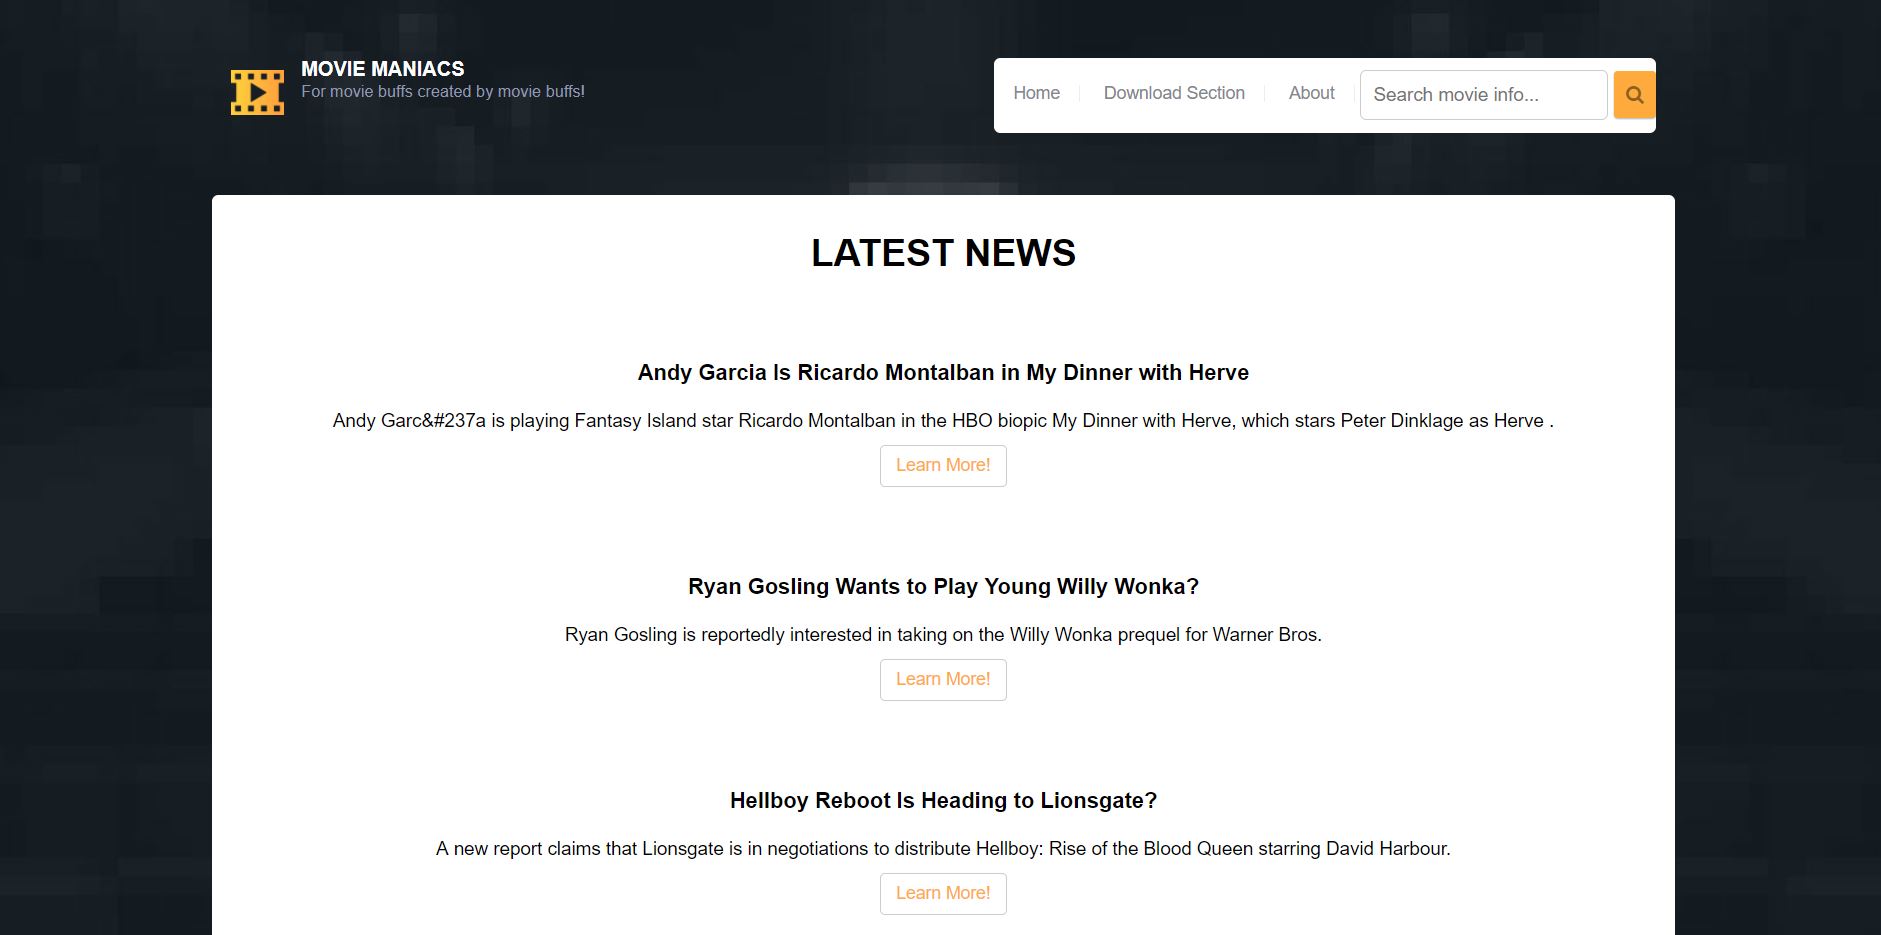 MOVIE MANIACS
For movie buffs created by movie buffs!
Home
Download Section
About
Search movie info...
LATEST NEWS
Andy Garcia Is Ricardo Montalban in My Dinner with Herve
Andy Garc&#237a is playing Fantasy Island star Ricardo Montalban in the HBO biopic My Dinner with Herve, which stars Peter Dinklage as Herve .
Learn More!
Ryan Gosling Wants to Play Young Willy Wonka?
Ryan Gosling is reportedly interested in taking on the Willy Wonka prequel for Warner Bros.
Learn More!
Hellboy Reboot Is Heading to Lionsgate?
A new report claims that Lionsgate is in negotiations to distribute Hellboy: Rise of the Blood Queen starring David Harbour.
Learn More!